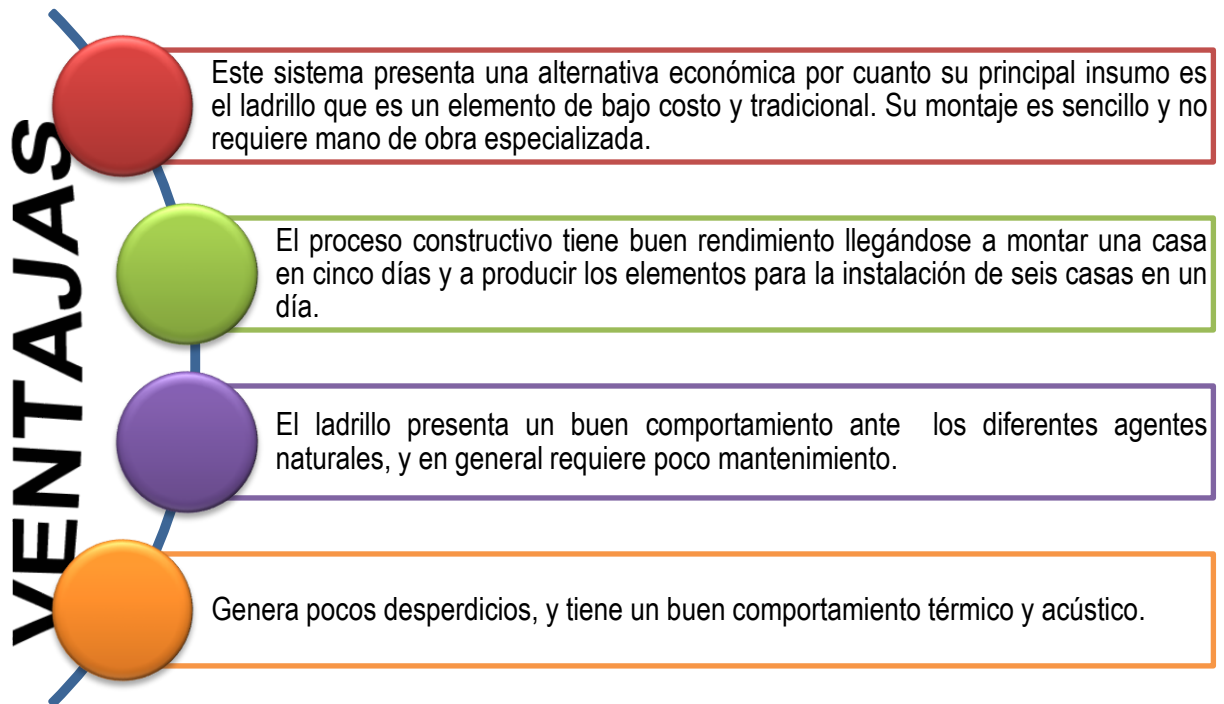 VENTAJAS
Este sistema presenta una alternativa económica por cuanto su principal insumo es
el ladrillo que es un elemento de bajo costo y tradicional. Su montaje es sencillo y no
requiere mano de obra especializada.
El proceso constructivo tiene buen rendimiento llegándose a montar una casa
en cinco días y a producir los elementos para la instalación de seis casas en un
día.
El ladrillo presenta un buen comportamiento ante los diferentes agentes
naturales, y en general requiere poco mantenimiento.
Genera pocos desperdicios, y tiene un buen comportamiento térmico y acústico.